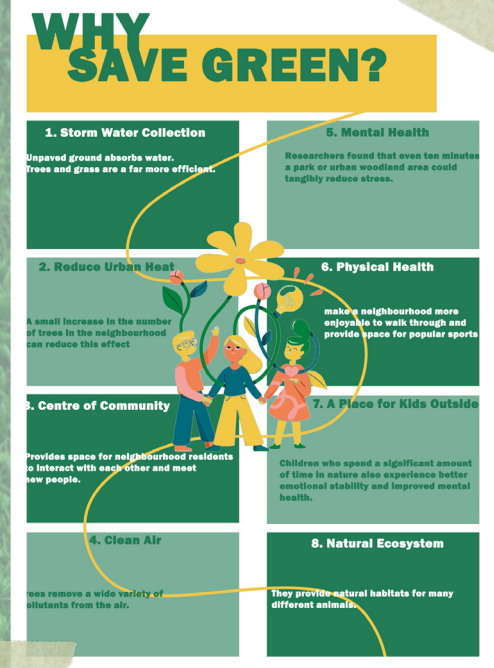 WHY
SAVE GREEN?
1. Storm Water Collection
Unpaved ground absorbs water.
Trees and grass are a far more efficient.
2. Reduce Urban Heat
A small increase in the number
of trees in the neighbourhood
can reduce this effect
3. Centre of Community
Provides space for neighbourhood residents
to interact with each other and meet
new people.
4. Clean Air
rees remove a wide variety of
ollutants from the air.
5. Mental Health
Researchers found that even ten minutes
a park or urban woodland area could
tangibly reduce stress.
6. Physical Health
make a neighbourhood more
enjoyable to walk through and
provide space for popular sports
7. A Place for Kids Outside
Children who spend a significant amount
of time in nature also experience better
emotional stability and improved mental
health.
8. Natural Ecosystem
They provide natural habitats for many
different animals.